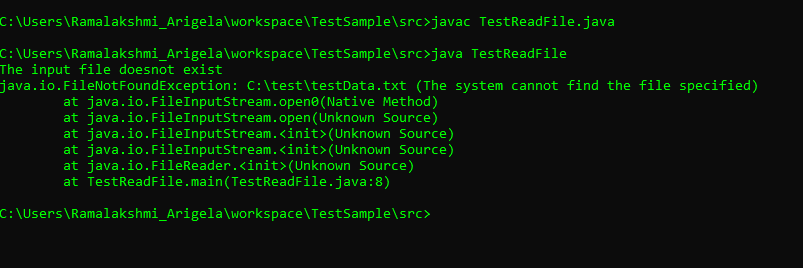 C:\Users\Ramalakshmi_Arigela\workspace\TestSample\src>javac TestReadFile.java
C:\Users\Ramalakshmi_Arigela\workspace\TestSample\src>java TestReadFile
The input file doesnot exist
java.io.FileNotFoundException: C:\test\testData.txt (The system cannot find the file specified)
        at java.io.FileInputStream.open0(Native Method)
        at java.io.FileInputStream.open(Unknown Source)
        at java.io.FileInputStream.<init>(Unknown Source)
        at java.io.FileInputStream.<init>(Unknown Source)
        at java.io.FileReader.<init>(Unknown Source)
        at TestReadFile.main(TestReadFile.java:8)
C:\Users\Ramalakshmi_Arigela\workspace\TestSample\src>